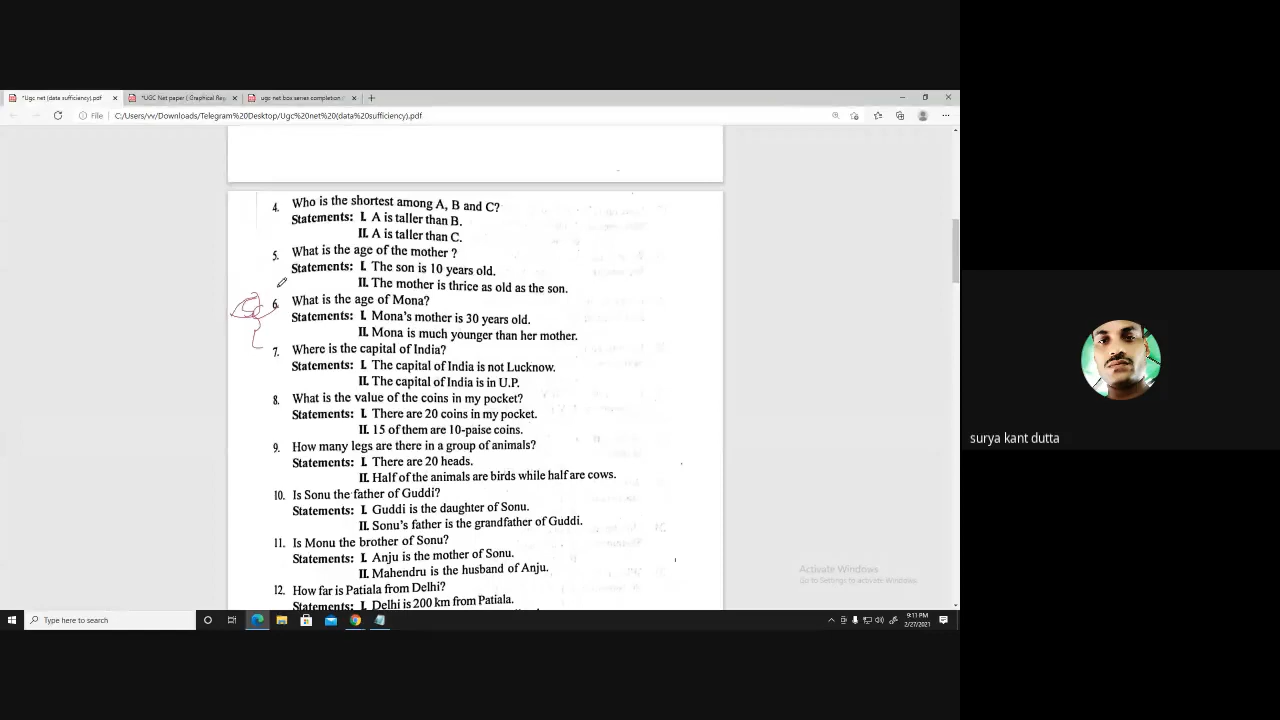 *Ugc net (data sufficiency).pdf
*UGC Net paper ( Graphical Re
ugc net box series completion
File C:/Users/vv/Downloads/Telegram%20Desktop/Ugc%20net%20(data%20sufficiency).pdf
4. Who is the shortest among A, B and C?
Statements: I. A is taller than B.
II. A is taller than C.
5. What is the age of the mother ?
Statements: I. The son is 10 years old.
II. The mother is thrice as old as the son.
6. What is the age of Mona?
Statements: I. Mona's mother is 30 years old.
II. Mona is much younger than her mother.
7. Where is the capital of India?
Statements: I. The capital of India is not Lucknow.
II. The capital of India is in U.P.
8. What is the value of the coins in my pocket?
Statements: I. There are 20 coins in my pocket.
II. 15 of them are 10-paise coins.
9. How many legs are there in a group of animals?
Statements: I. There are 20 heads.
II. Half of the animals are birds while half are cows.
10. Is Sonu the father of Guddi?
Statements: I. Guddi is the daughter of Sonu.
II. Sonu's father is the grandfather of Guddi.
11. Is Monu the brother of Sonu?
Statements: I. Anju is the mother of Sonu.
II. Mahendru is the husband of Anju.
12. How far is Patiala from Delhi?
Statements: I. Delhi is 200 km from Patiala.
Activate Windows
Go to Settings to activate Windows.
surya kant dutta
Type here to search
9:11 PM
2/27/2021